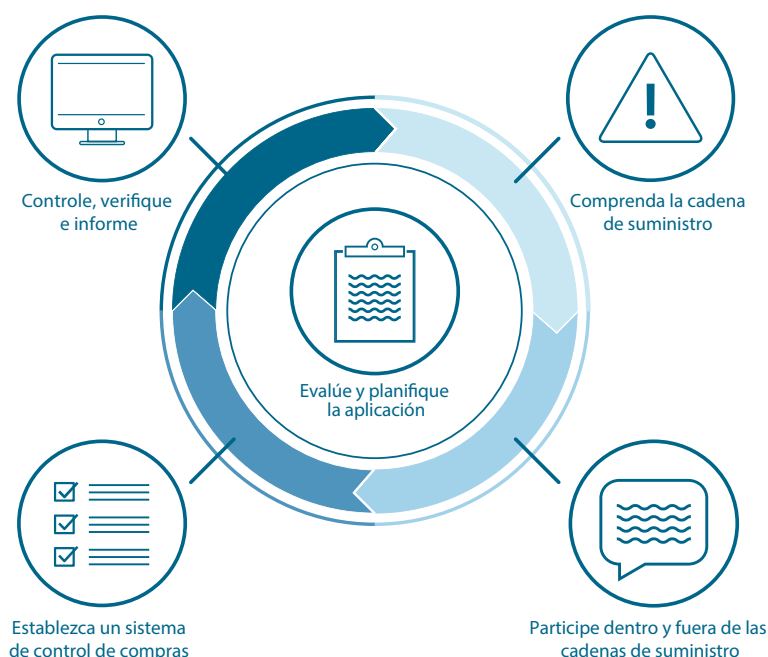 Controle, verifique
e informe
Comprenda la cadena
de suministro
Evalúe y planifique
la aplicación
Establezca un sistema
de control de compras
Participe dentro y fuera de las
cadenas de suministro